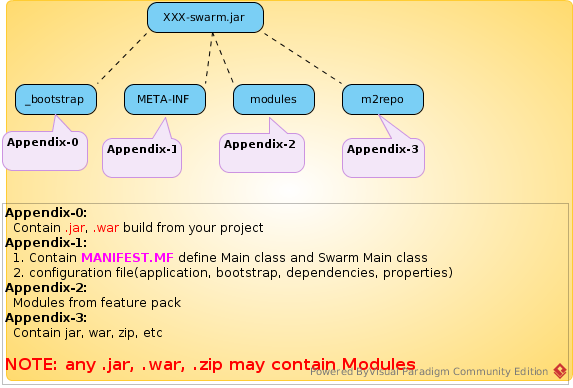 XXX-swarm.jar
_bootstrap
META-INF
modules
m2repo
Appendix-0
Appendix-1
Appendix-2
Appendix-3
Appendix-0:
Contain .jar, .war build from your project
Appendix-1:
1. Contain MANIFEST.MF define Main class and Swarm Main class
2. configuration file(application, bootstrap, dependencies, properties)
Appendix-2:
Modules from feature pack
Appendix-3:
Contain jar, war, zip, etc
NOTE: any .jar, .war, .zip may contain Modules
Powered ByVisual Paradigm Community Edition